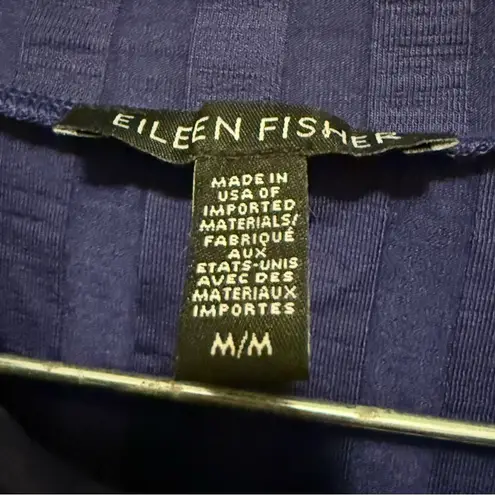 EILEEN FISHER
MADE IN
USA OF
IMPORTED
MATERIALS/
FABRIQUÉ
AUX
ETATS-UNIS
AVEC DES
MATERIAUX
IMPORTES
M/M